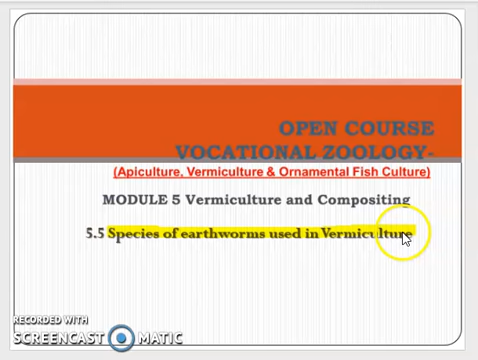 OPEN COURSE
VOCATIONAL ZOOLOGY-
(Apiculture, Vermiculture & Ornamental Fish Culture)
MODULE 5 Vermiculture and Compositing
5.5 Species of earthworms used in Vermiculture
RECORDED WITH
SCREENCAST MATIC